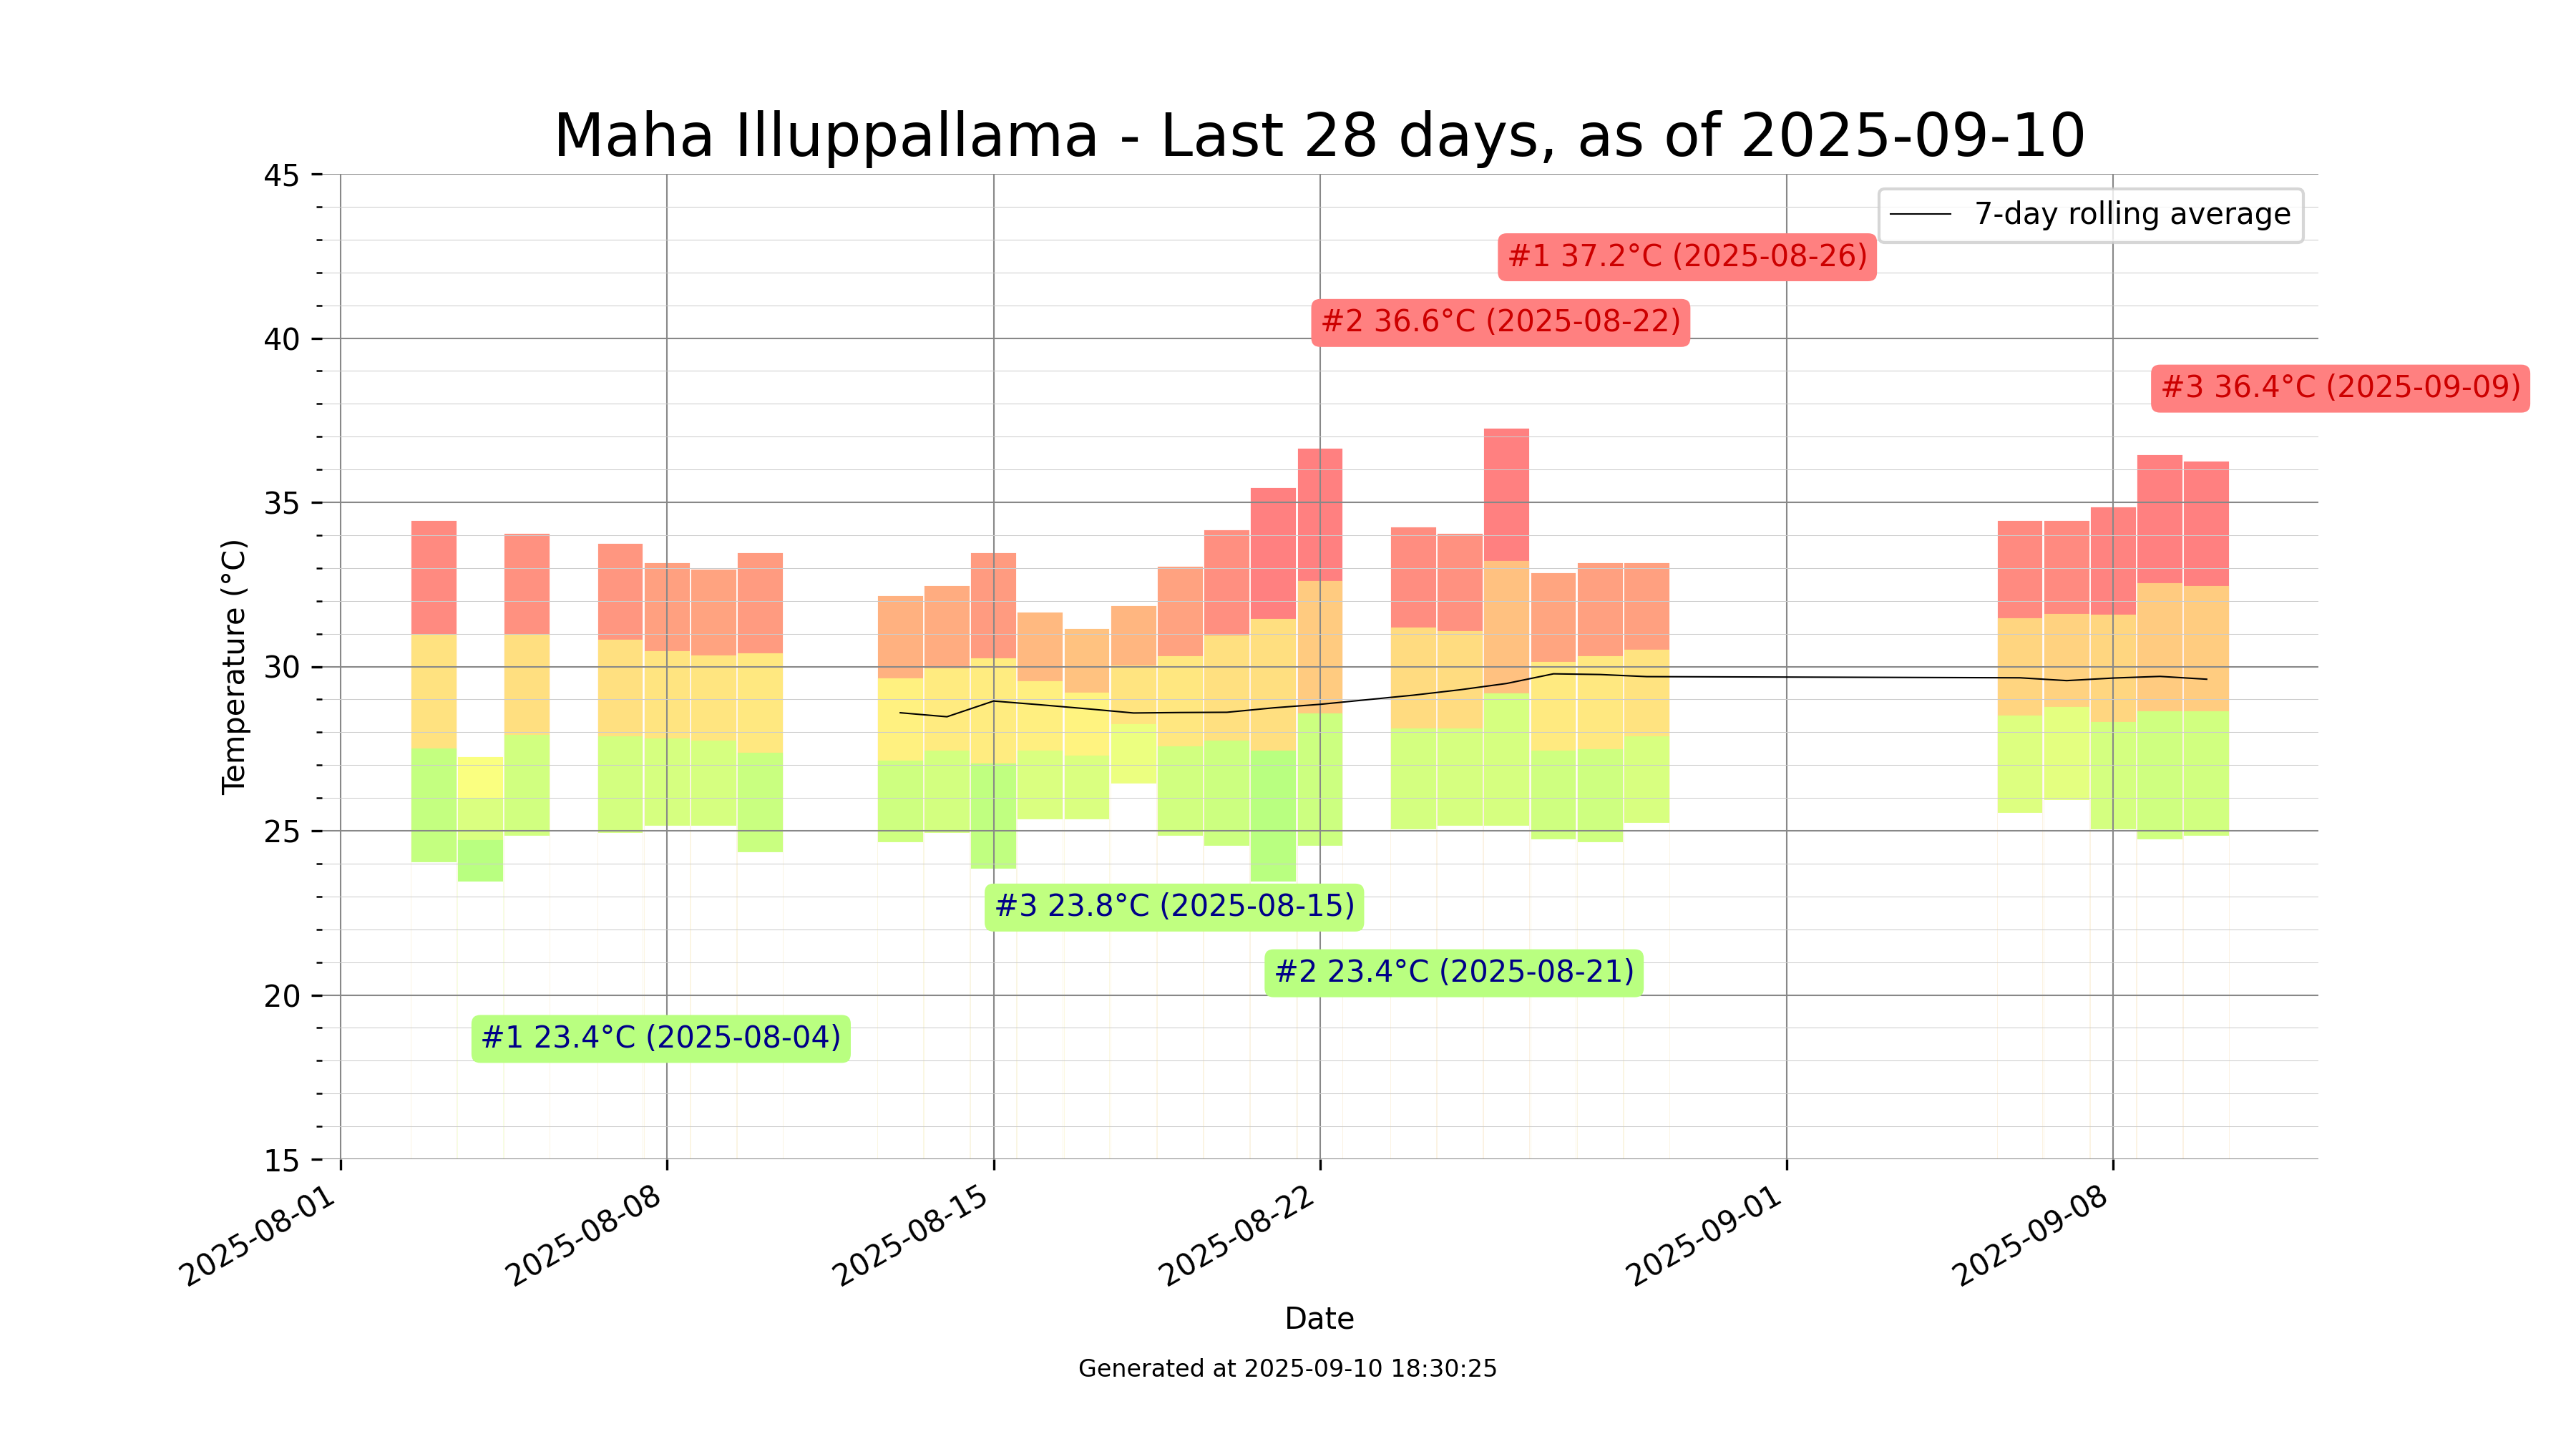 Maha Illuppallama - Last 28 days, as of 2025-09-10
45
40
35
30
25
20
15
Temperature (°C)
7-day rolling average
#1 37.2°C (2025-08-26)
#2 36.6°C (2025-08-22)
#3 36.4°C (2025-09-09)
#3 23.8°C (2025-08-15)
#2 23.4°C (2025-08-21)
#1 23.4°C (2025-08-04)
2025-08-01
2025-08-08
2025-08-15
2025-08-22
2025-09-01
2025-09-08
Date
Generated at 2025-09-10 18:30:25